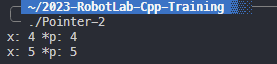 ~/2023-RobotLab-Cpp-Training
./Pointer-2
x: 4 *p: 4
x: 5 *p: 5